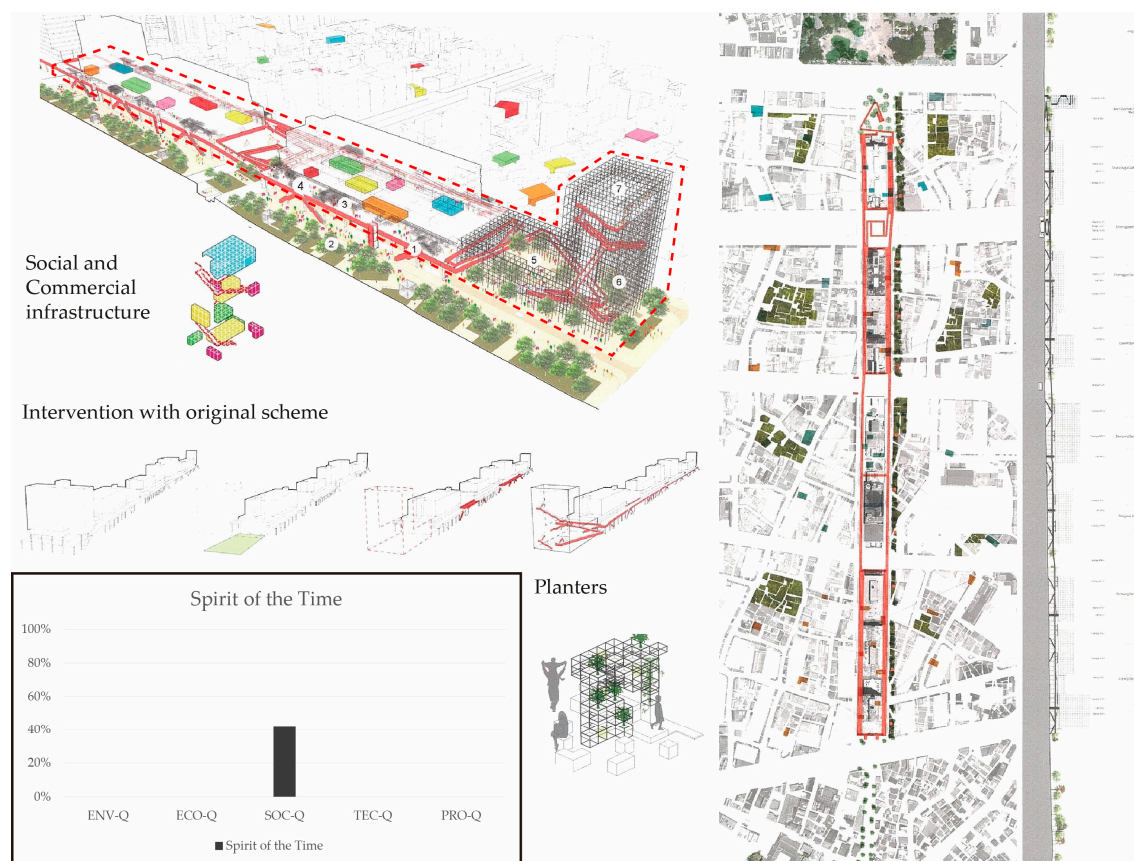 7
4
3
2
1
5
6
Social and
Commercial
infrastructure
Intervention with original scheme
Spirit of the Time
100%
80%
60%
40%
20%
0%
ENV-Q ECO-Q SOC-Q TEC-Q PRO-Q
Spirit of the Time
Planters